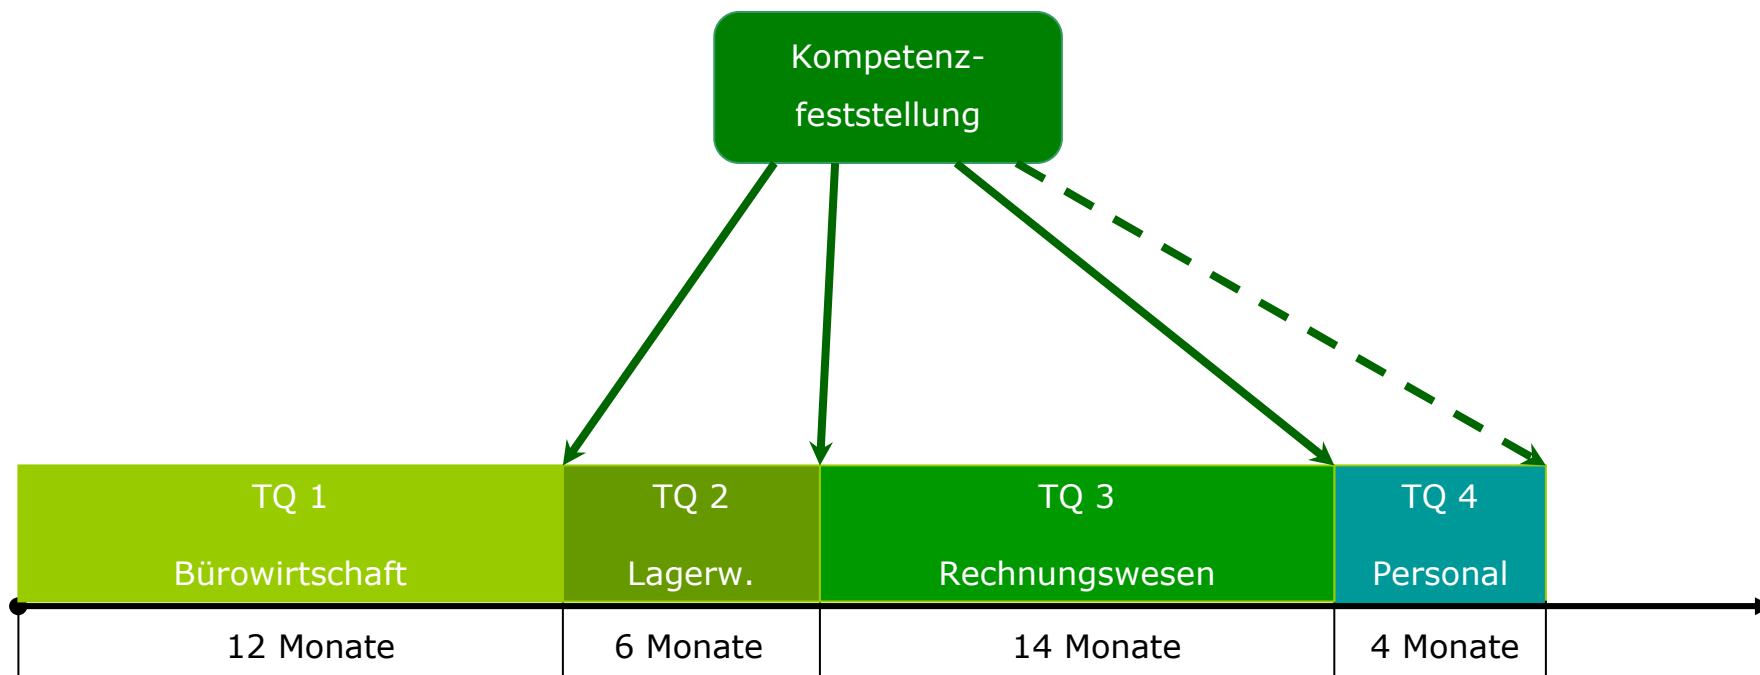 Kompetenz-
feststellung
TQ 1
Bürowirtschaft
TQ 2
Lagerw.
TQ 3
Rechnungswesen
TQ 4
Personal
12 Monate
6 Monate
14 Monate
4 Monate